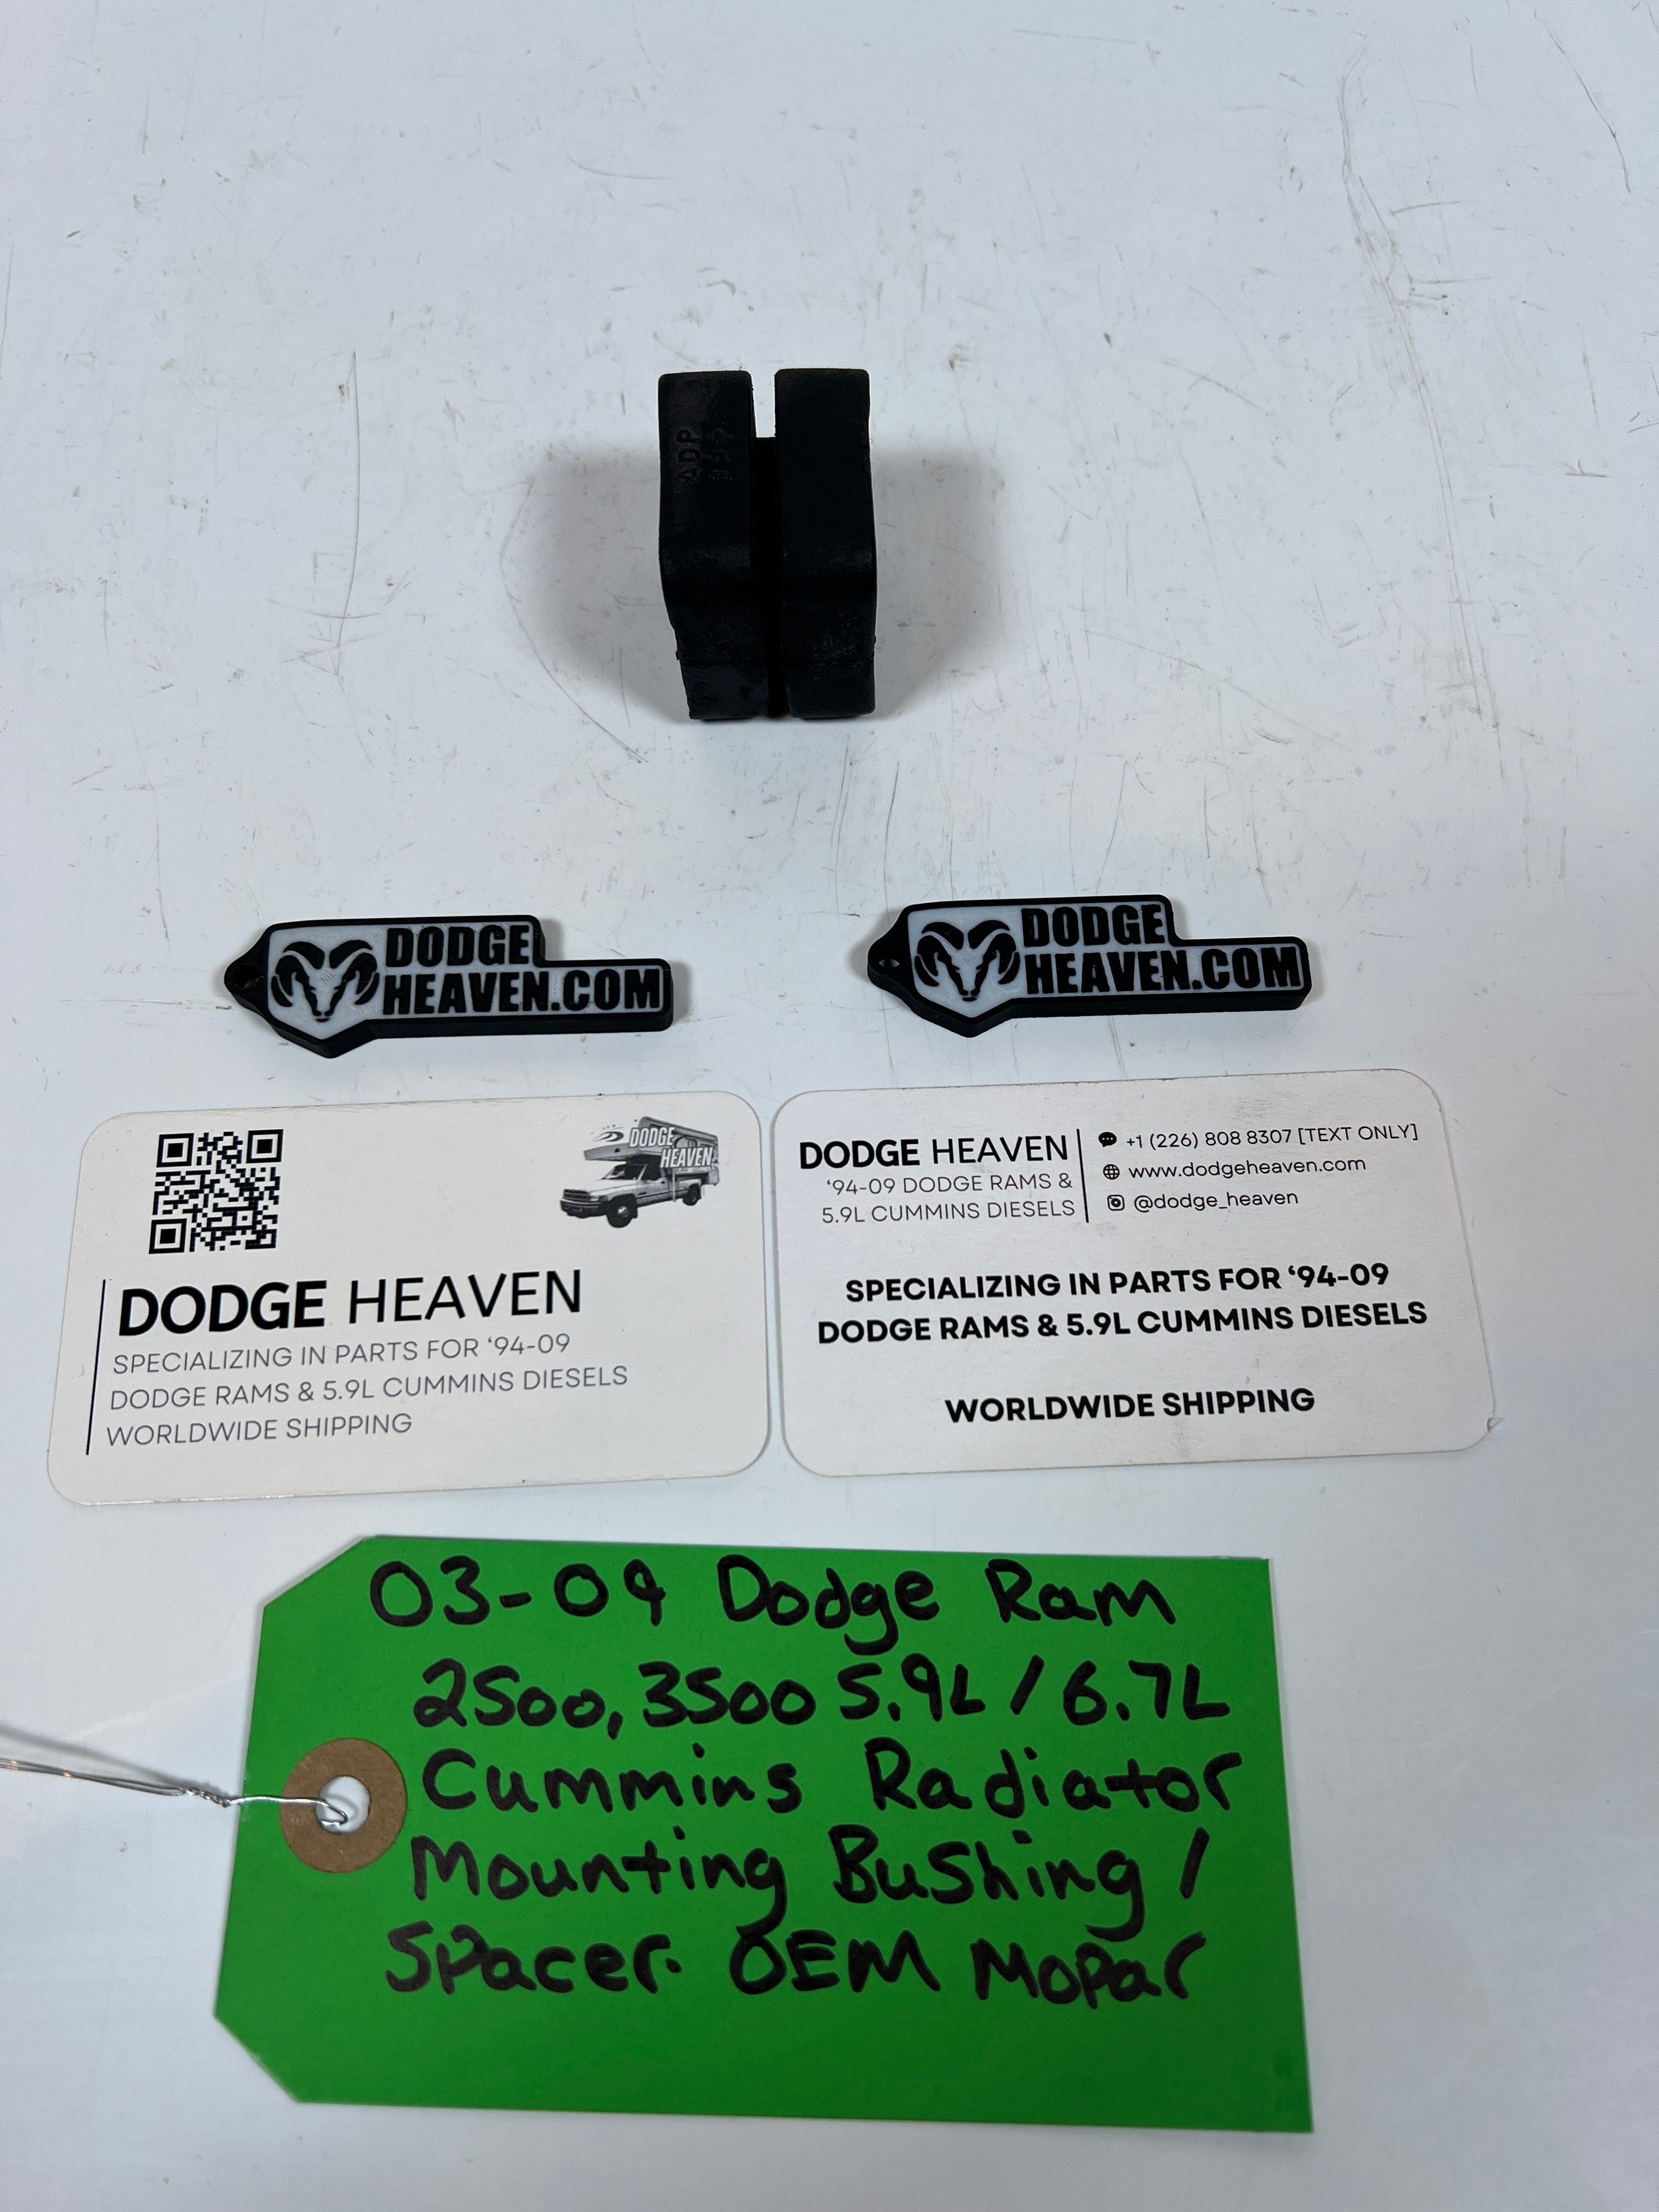 ADP
DODGE
HEAVEN.COM
DODGE
HEAVEN.COM
DODGE
HEAVEN
DODGE HEAVEN
SPECIALIZING IN PARTS FOR ‘94-09
DODGE RAMS & 5.9L CUMMINS DIESELS
WORLDWIDE SHIPPING
DODGE HEAVEN
‘94-09 DODGE RAMS &
5.9L CUMMINS DIESELS
+1 (226) 808 8307 [TEXT ONLY]
www.dodgeheaven.com
@dodge_heaven
SPECIALIZING IN PARTS FOR ‘94-09
DODGE RAMS & 5.9L CUMMINS DIESELS
WORLDWIDE SHIPPING
03-09 Dodge Ram
2500, 3500 5.9L / 6.7L
Cummins Radiator
Mounting Bushing /
Spacer. OEM Mopar